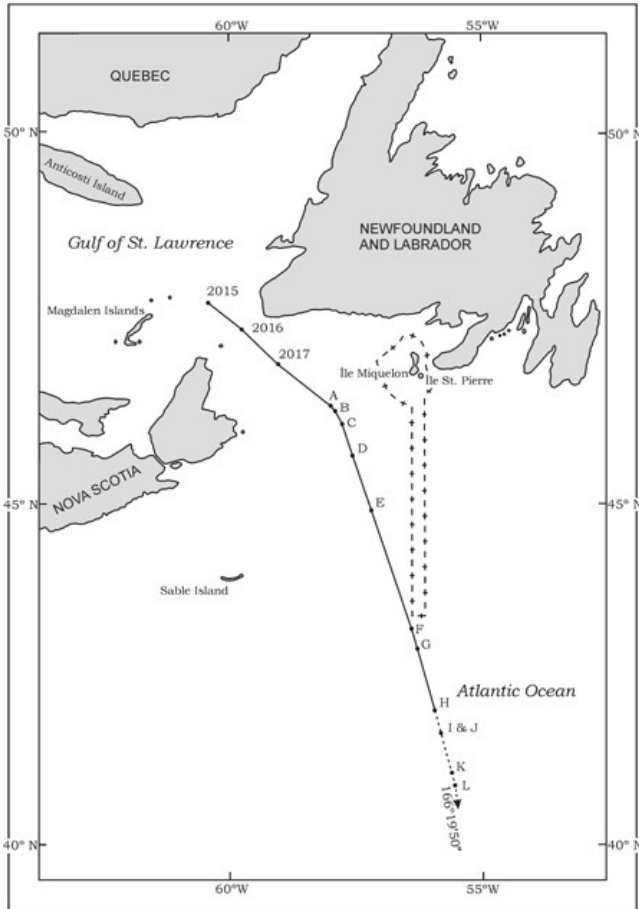 60°W 55°W
QUEBEC
50° N 50° N
Anticosti Island
NEWFOUNDLAND
AND LABRADOR
Gulf of St. Lawrence
2015
Magdalen Islands
2016
2017
Île Miquelon
Île St. Pierre
A
B
C
D
NOVA SCOTIA
E
45° N 45° N
Sable Island
F
G
Atlantic Ocean
H
I & J
K
L
166°19'50"
40° N 40° N
60°W 55°W